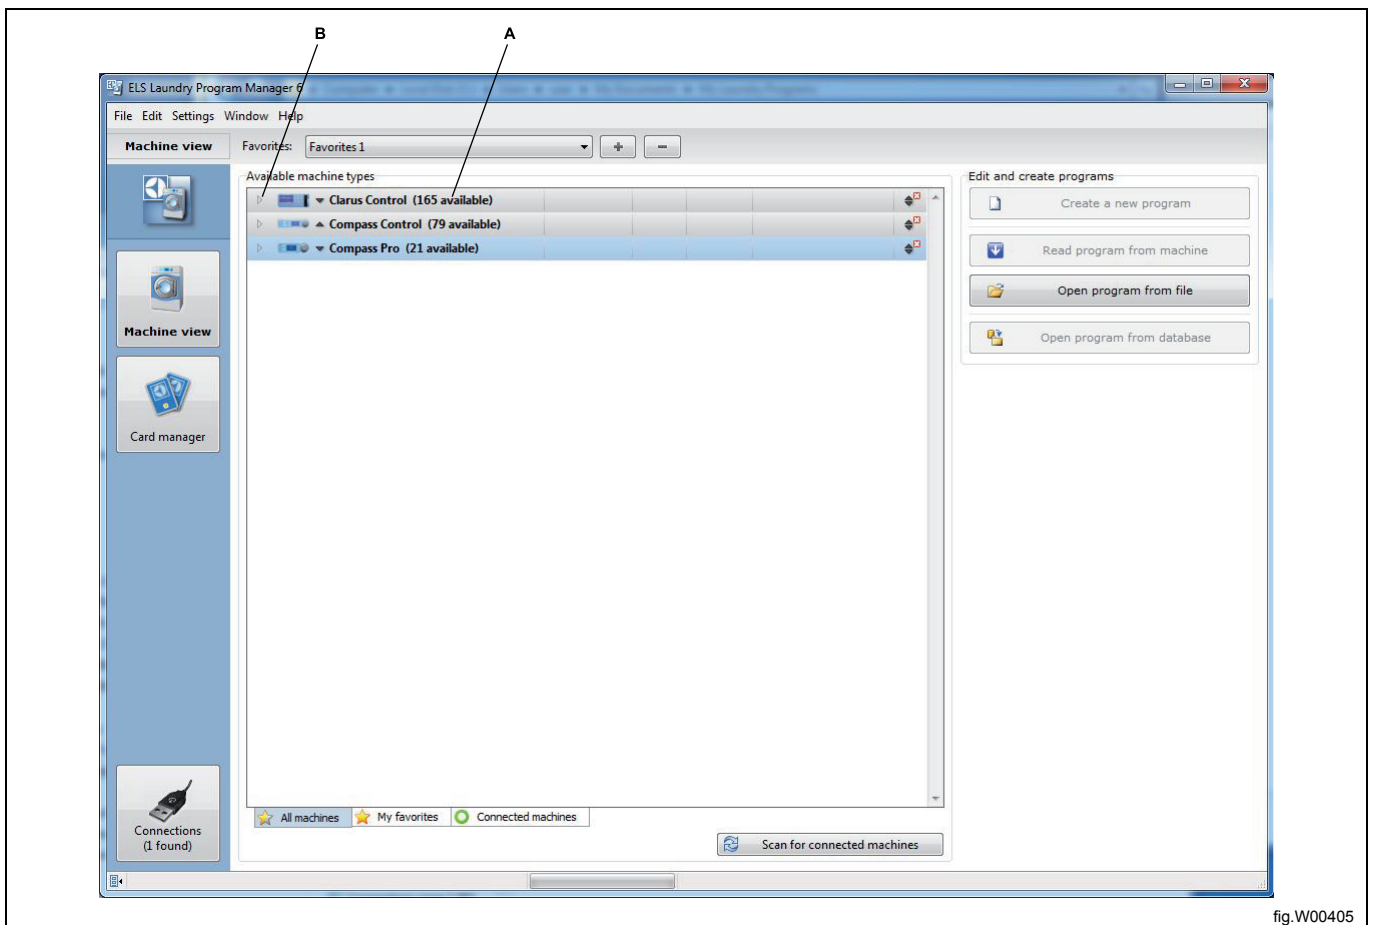 B A
ELS Laundry Program Manager 6
File Edit Settings Window Help
Machine view Favorites: Favorites 1 + −
Available machine types Edit and create programs
Clarus Control (165 available) Create a new program
Compass Control (79 available)
Compass Pro (21 available) Read program from machine
Open program from file
Machine view Open program from database
Card manager
All machines My favorites Connected machines
Connections
(1 found) Scan for connected machines
fig.W00405